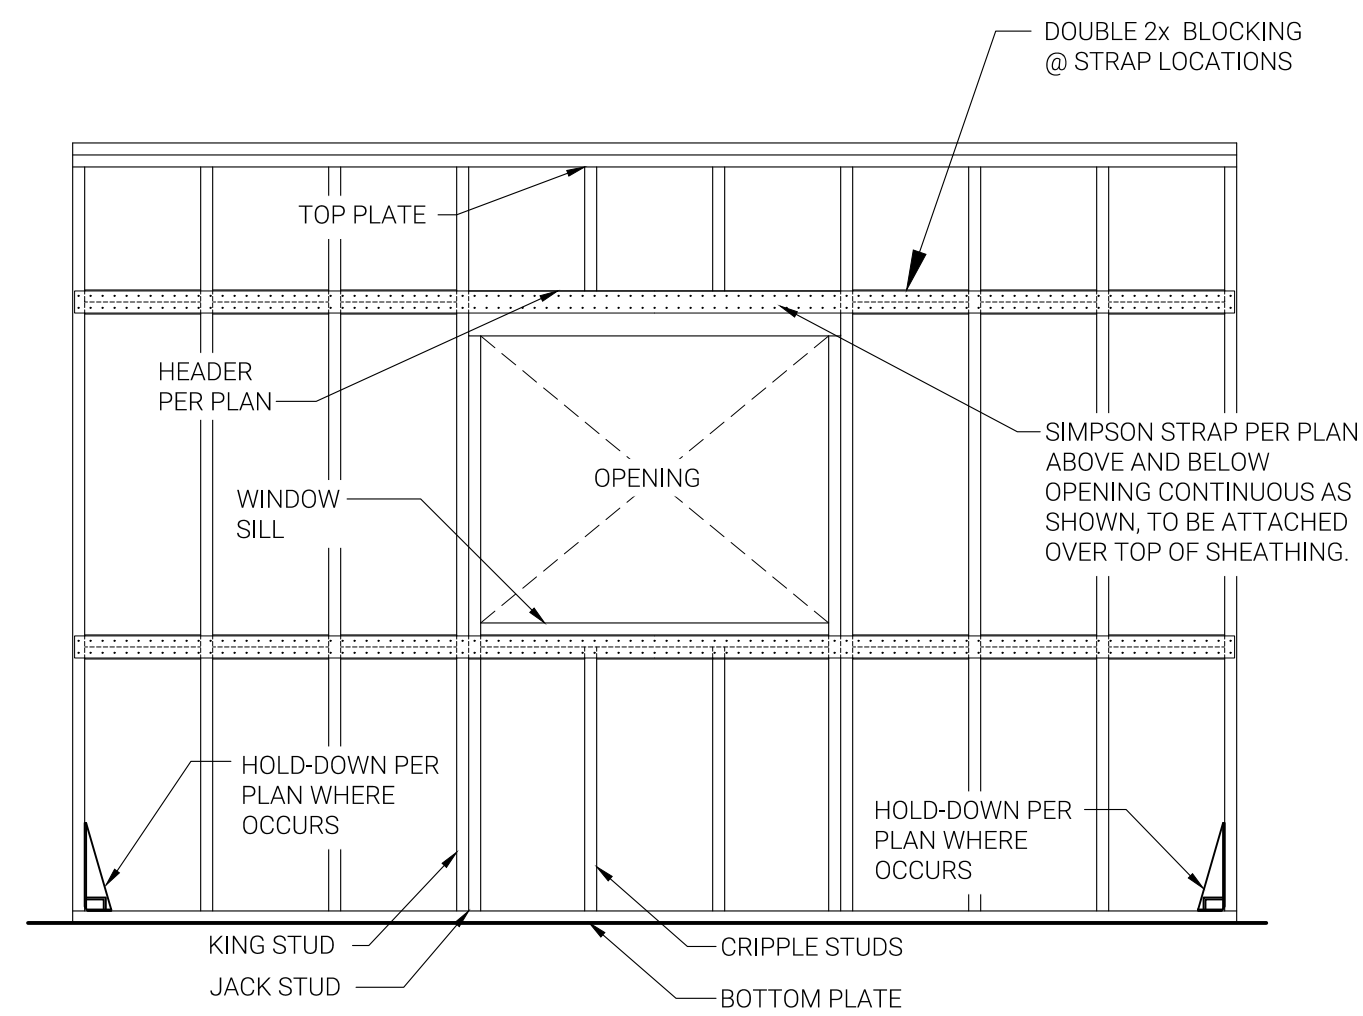 DOUBLE 2x BLOCKING
@ STRAP LOCATIONS
TOP PLATE
HEADER
PER PLAN
SIMPSON STRAP PER PLAN
ABOVE AND BELOW
OPENING CONTINUOUS AS
SHOWN, TO BE ATTACHED
OVER TOP OF SHEATHING.
OPENING
WINDOW
SILL
HOLD-DOWN PER
PLAN WHERE
OCCURS
HOLD-DOWN PER
PLAN WHERE
OCCURS
KING STUD
CRIPPLE STUDS
JACK STUD
BOTTOM PLATE